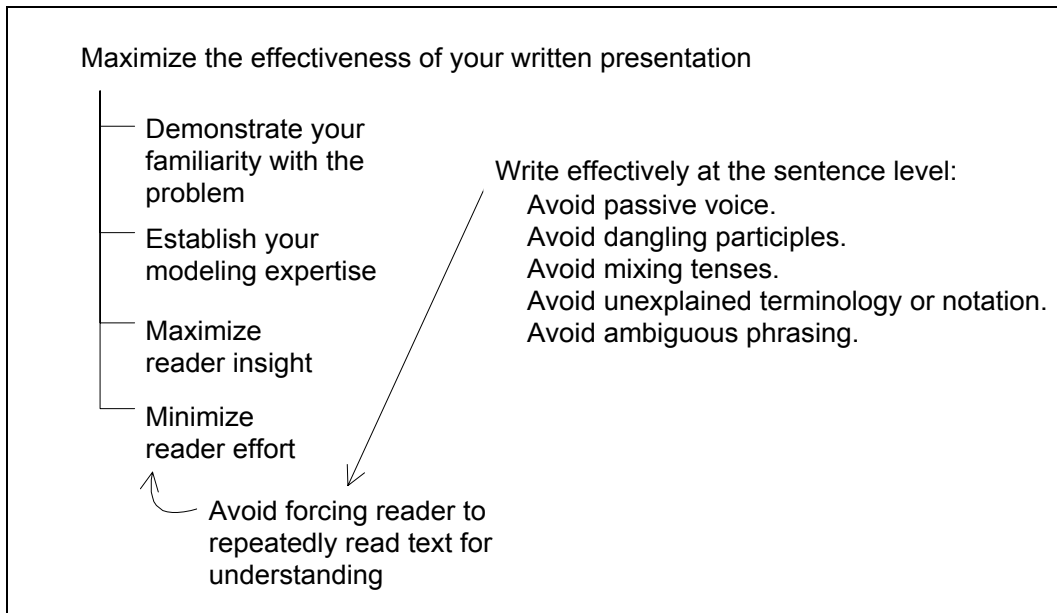 Maximize the effectiveness of your written presentation
Demonstrate your
familiarity with the
problem
Establish your
modeling expertise
Maximize
reader insight
Minimize
reader effort
Avoid forcing reader to
repeatedly read text for
understanding
Write effectively at the sentence level:
Avoid passive voice.
Avoid dangling participles.
Avoid mixing tenses.
Avoid unexplained terminology or notation.
Avoid ambiguous phrasing.